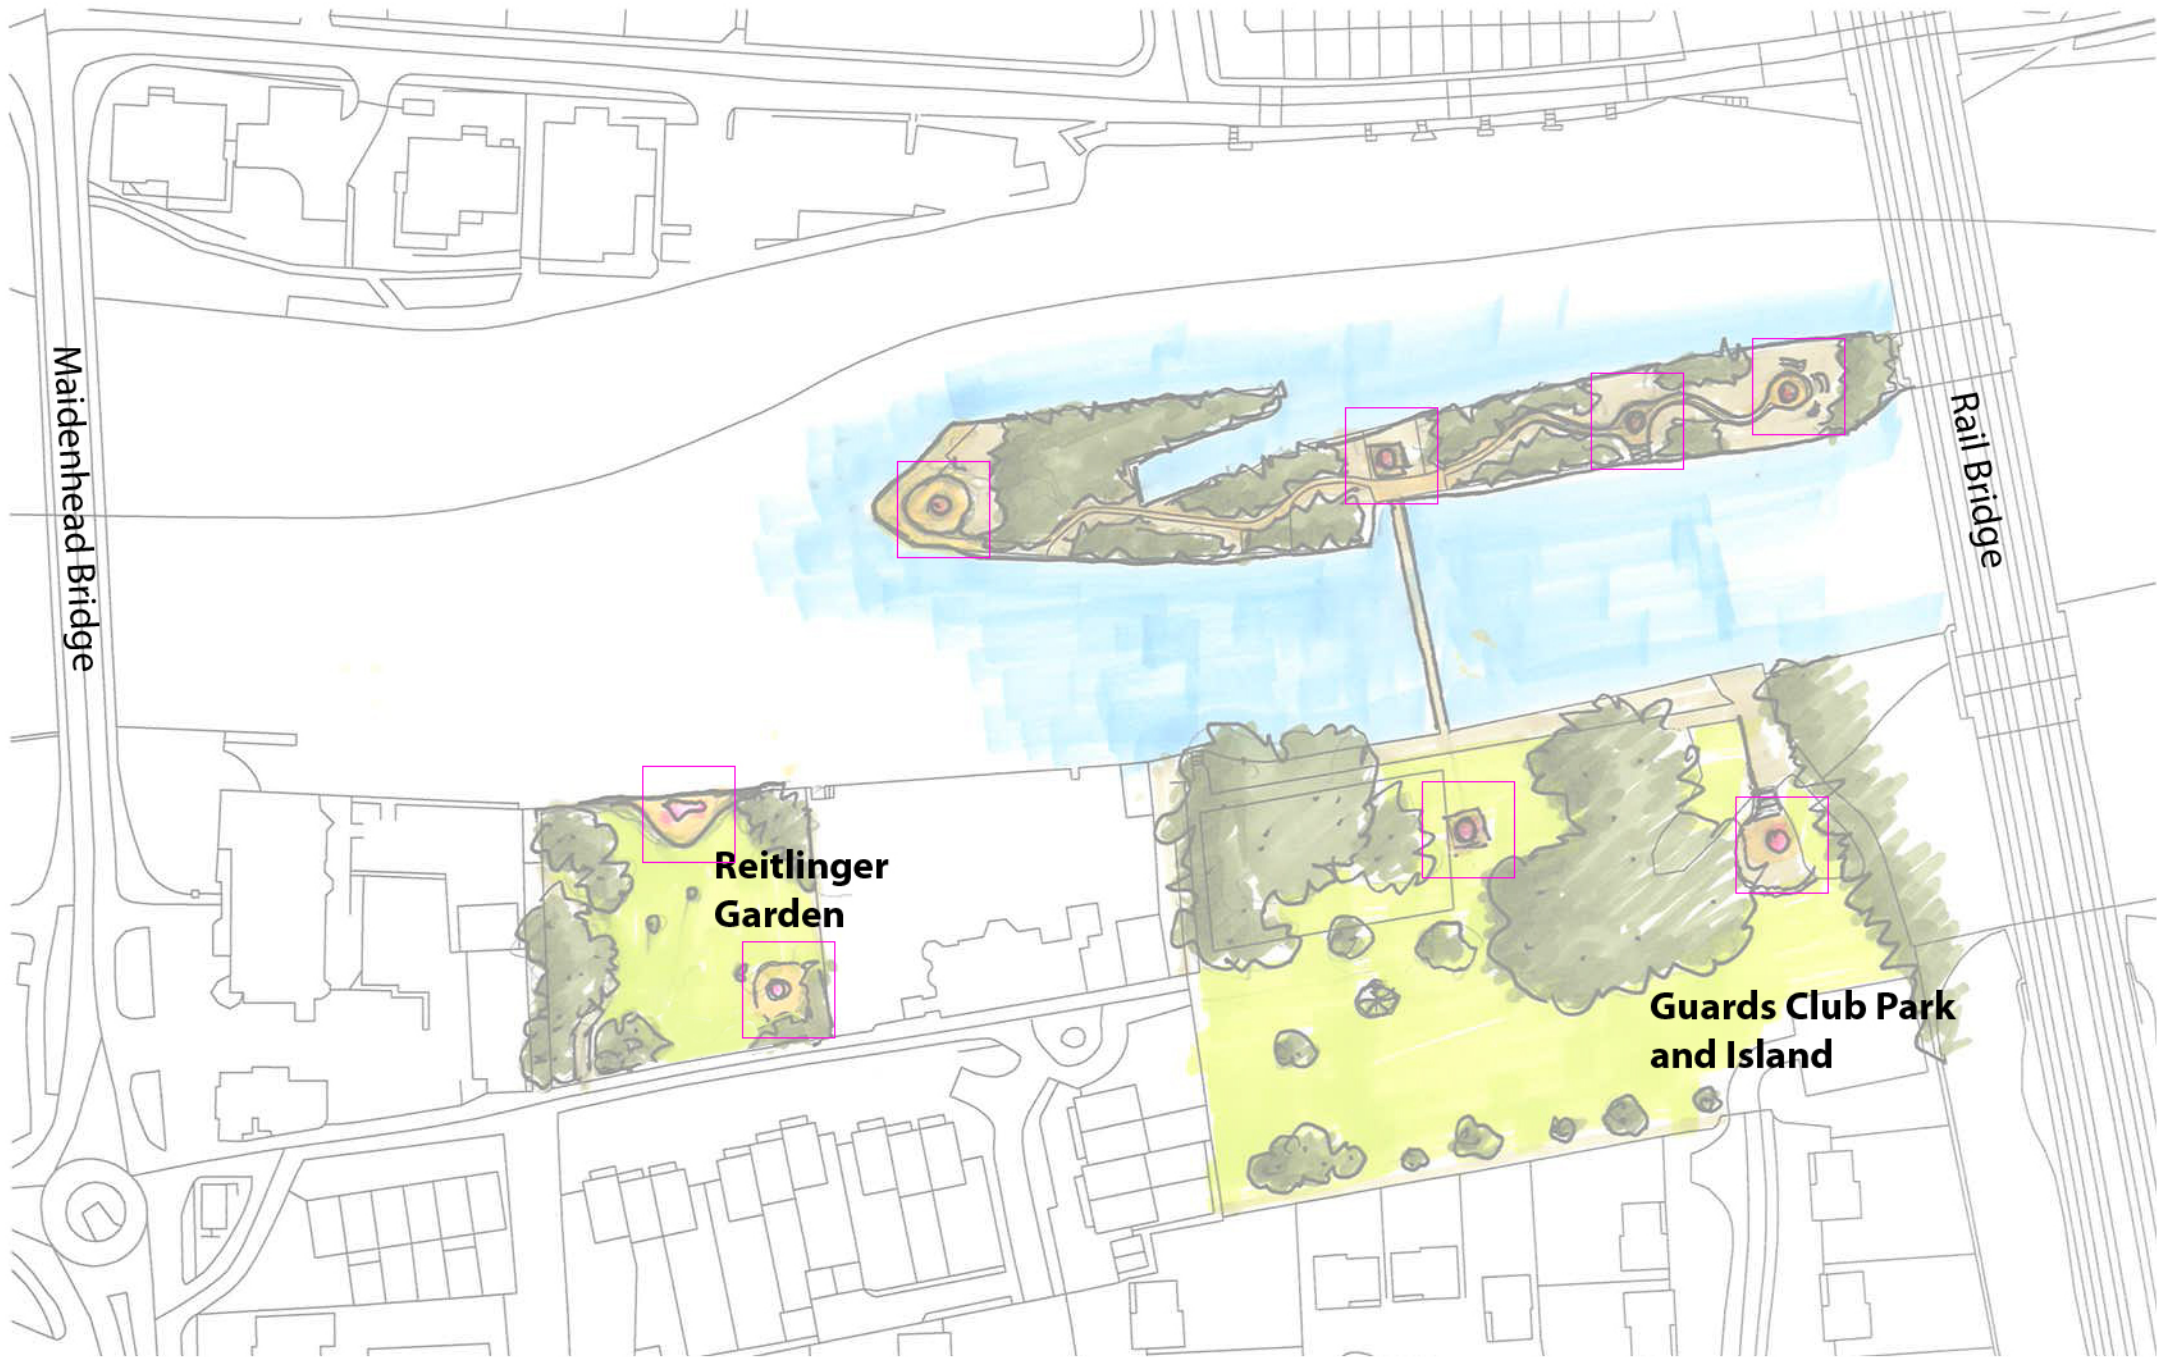 Maidenhead Bridge
Rail Bridge
Reitlinger
Garden
Guards Club Park
and Island